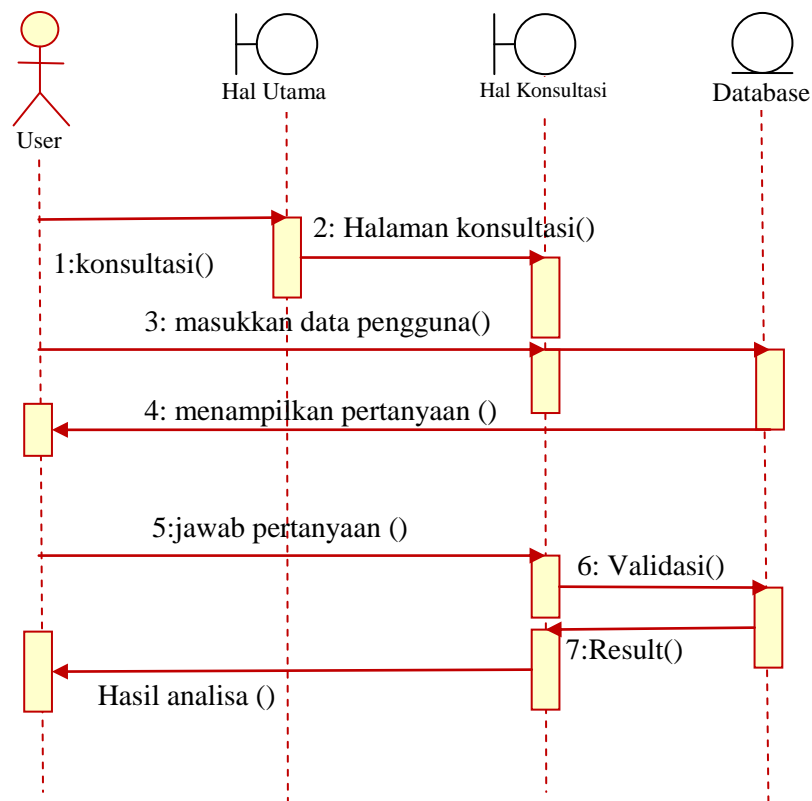 User
Hal Utama
Hal Konsultasi
Database
1:konsultasi()
2: Halaman konsultasi()
3: masukkan data pengguna()
4: menampilkan pertanyaan ()
5:jawab pertanyaan ()
6: Validasi()
7:Result()
Hasil analisa ()